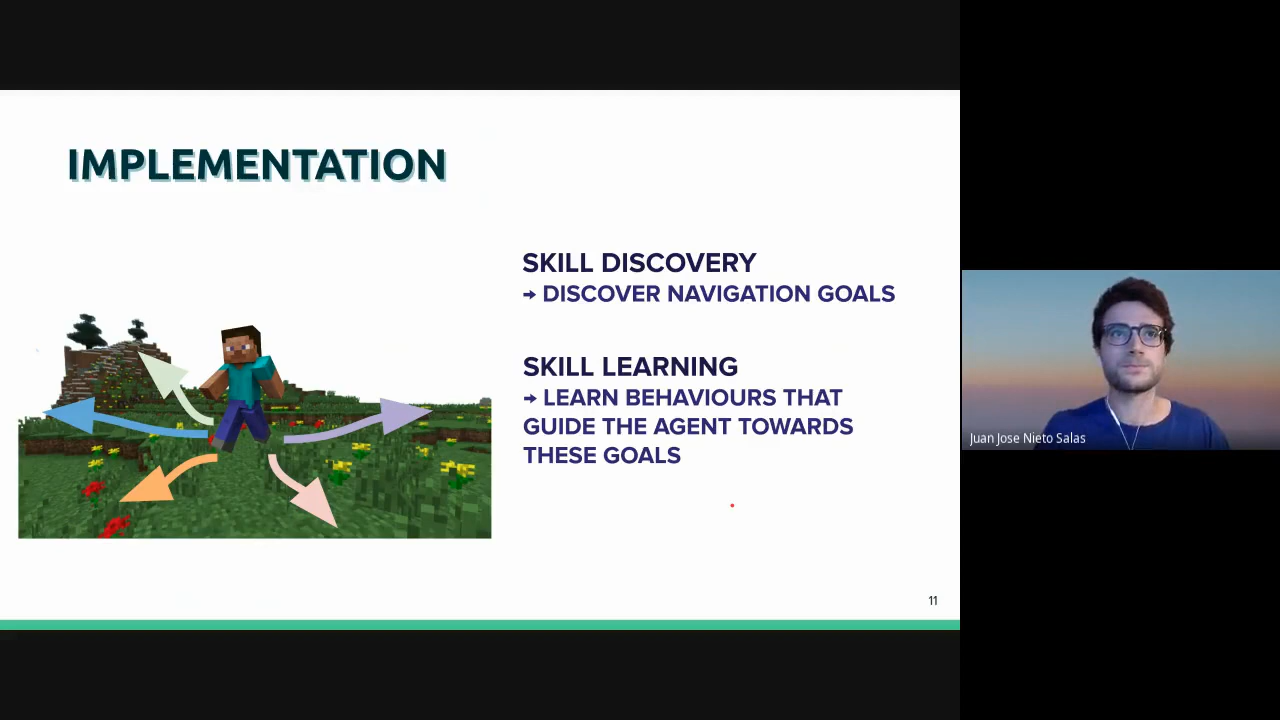 IMPLEMENTATION
SKILL DISCOVERY
→ DISCOVER NAVIGATION GOALS
SKILL LEARNING
→ LEARN BEHAVIOURS THAT
GUIDE THE AGENT TOWARDS
THESE GOALS
11
Juan Jose Nieto Salas